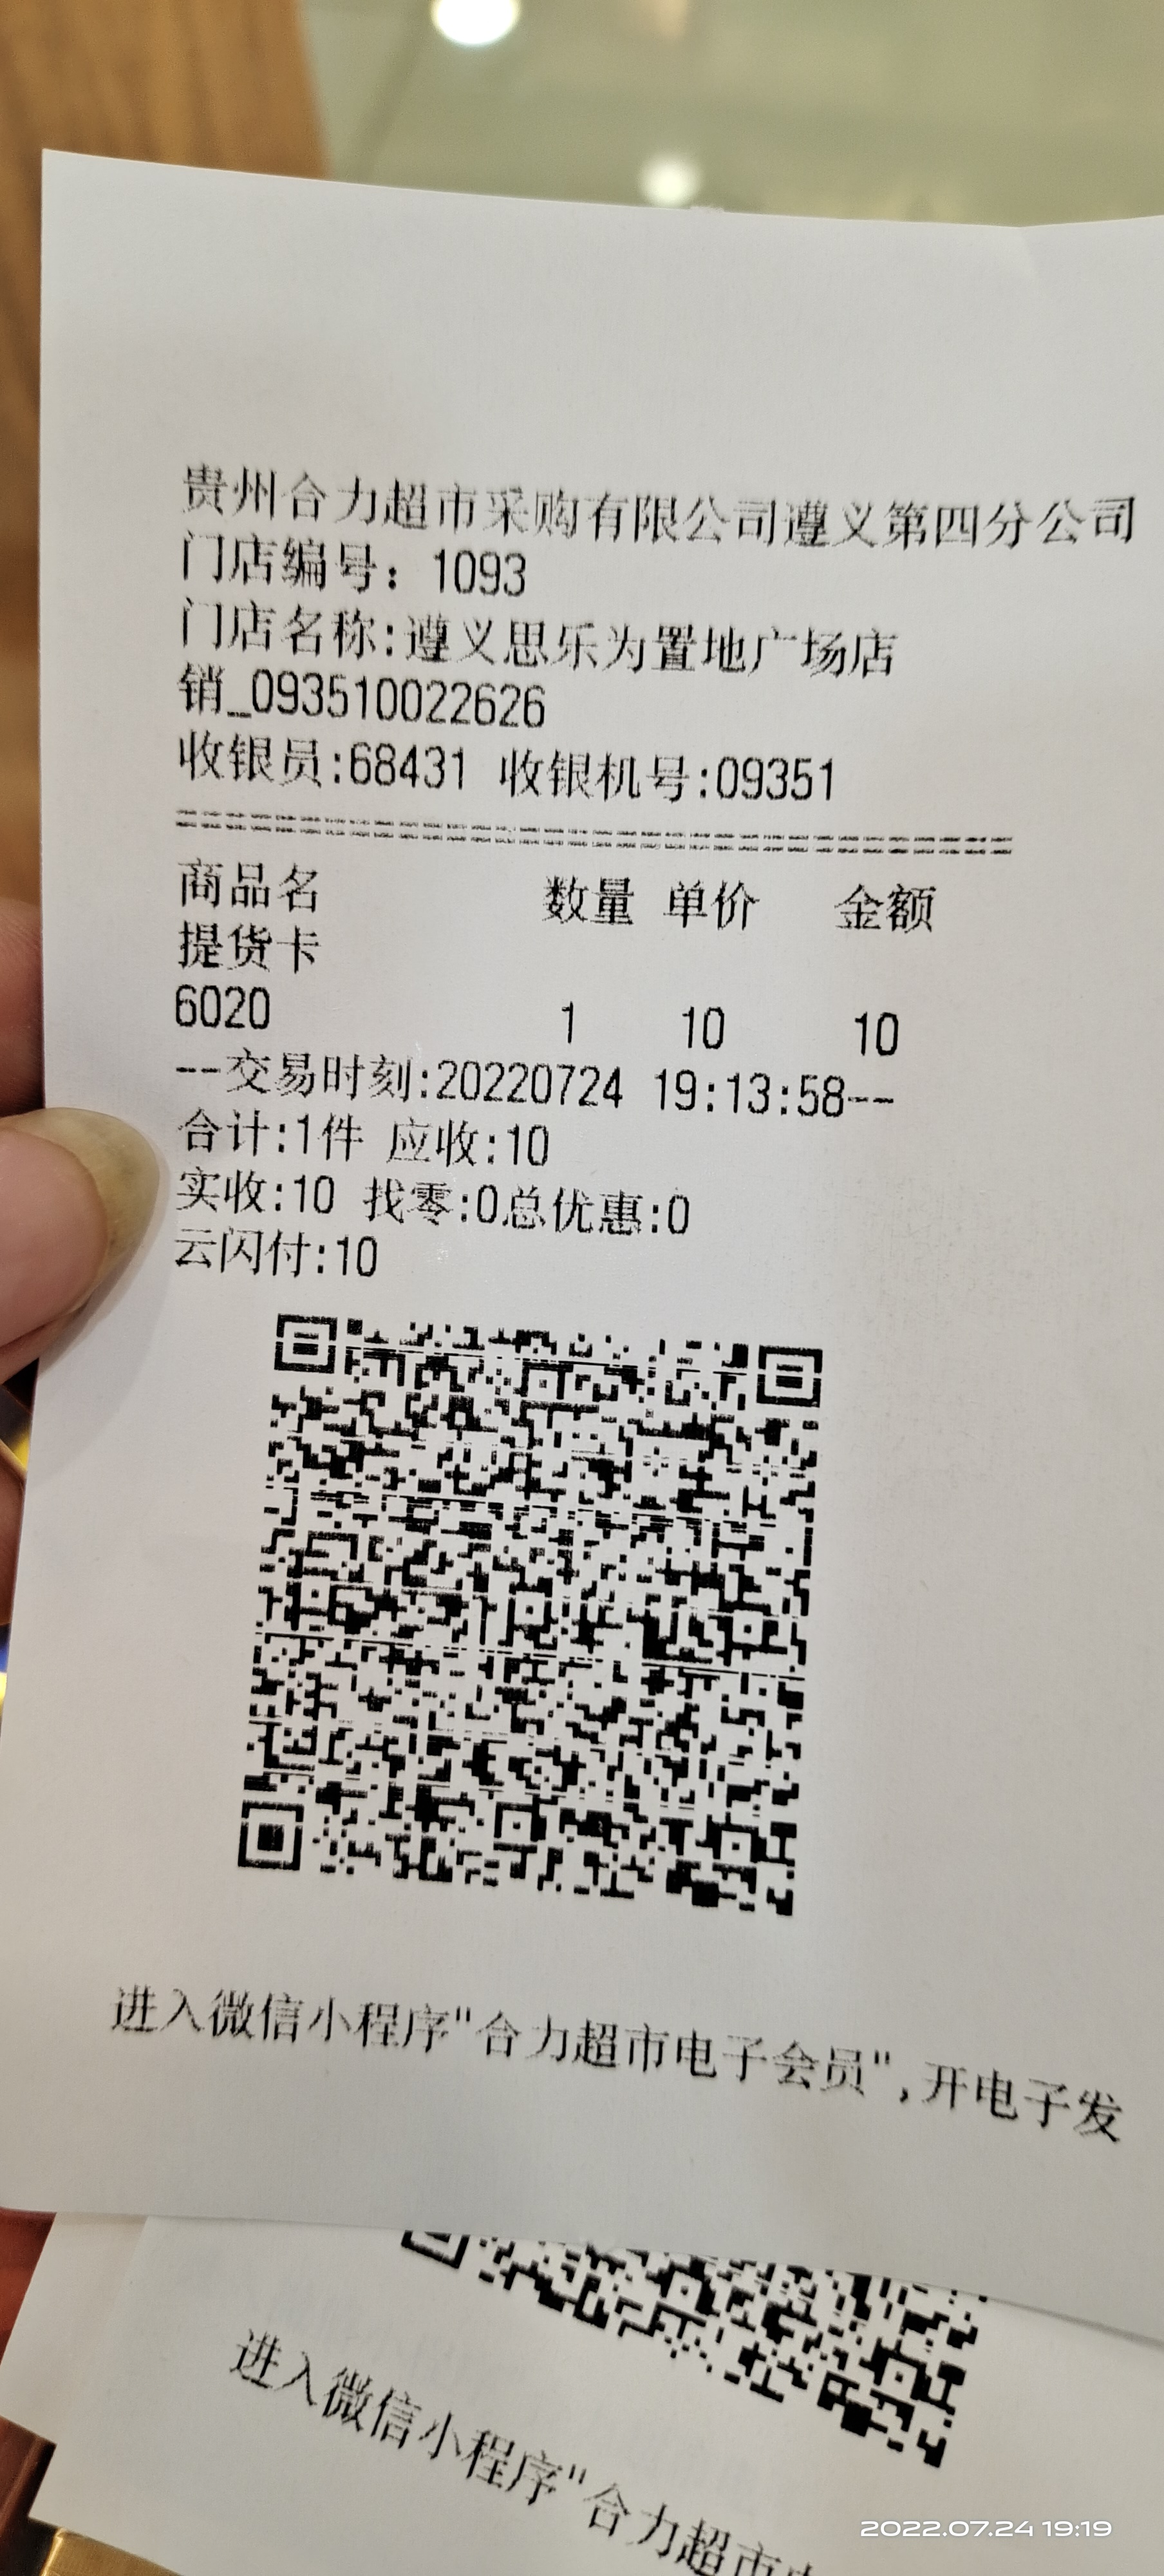 贵州合力超市采购有限公司遵义第四分公司
门店编号：1093
门店名称:遵义思乐为置地广场店
销_093510022626
收银员:68431 收银机号:09351
商品名 数量 单价 金额
提货卡
6020 1 10 10
--交易时刻:20220724 19:13:58--
合计:1件 应收:10
实收:10 找零:0总优惠:0
云闪付:10
进入微信小程序"合力超市电子会员",开电子发
进入微信小程序"合力超市
2022.07.24 19:19